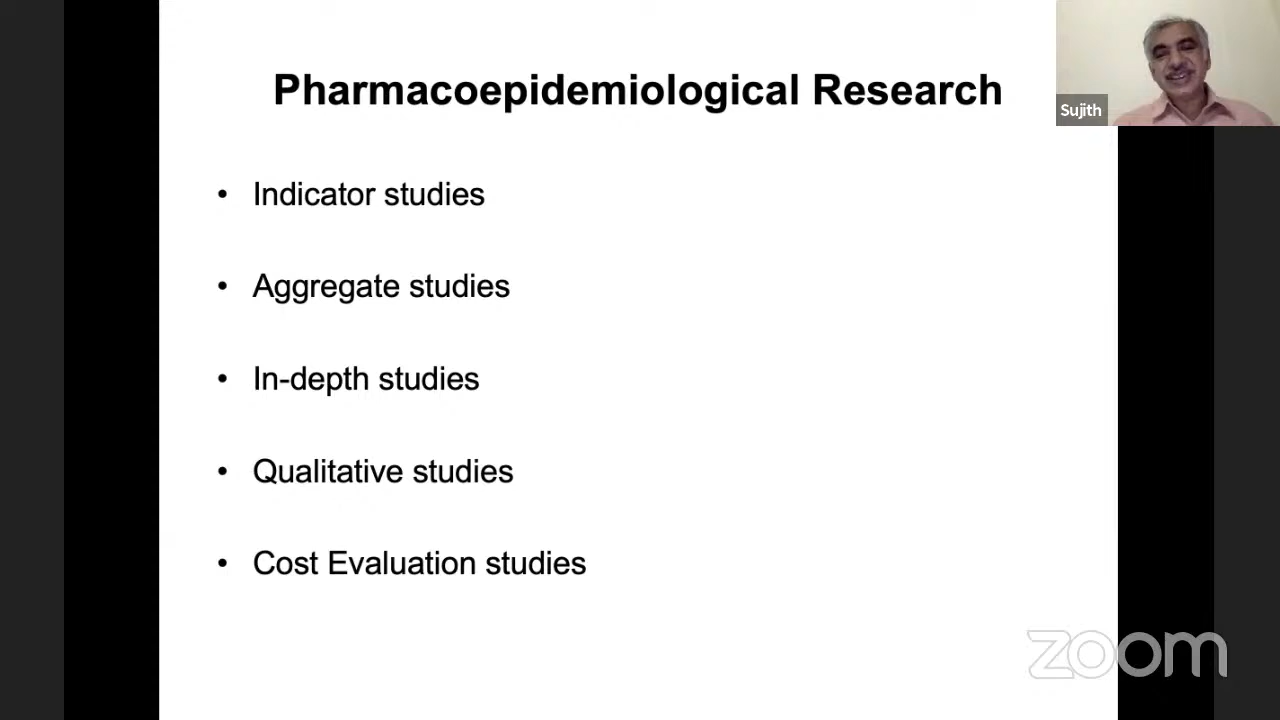 Pharmacoepidemiological Research
Sujith
• Indicator studies
• Aggregate studies
• In-depth studies
• Qualitative studies
• Cost Evaluation studies
zoom